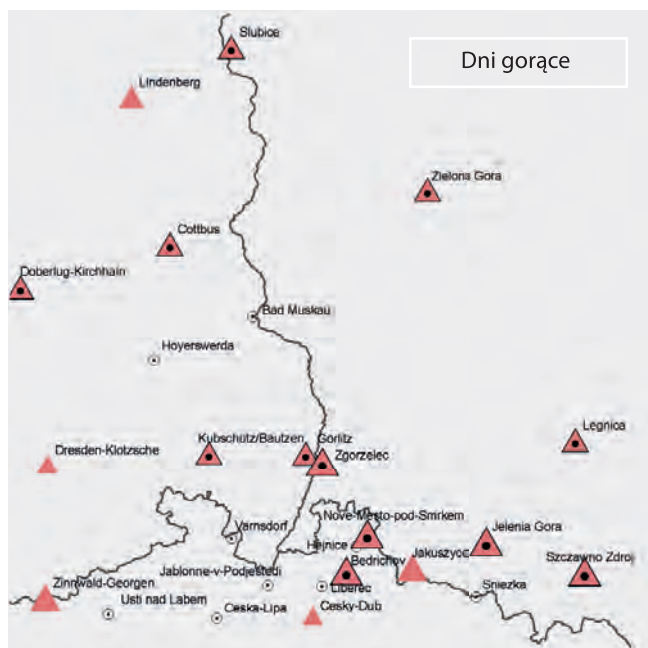 Slubice
Dni gorące
Lindenberg
Zielona Gora
Cottbus
Doberlug-Kirchhain
Bad Muskau
Hoyerswerda
Legnica
Kubschütz/Bautzen
Görlitz
Dresden-Klotzsche
Zgorzelec
Nove-Mesto-pod-Smirkem
Varnsdorf
Jelenia Gora
Hejnice
Jakuszyce
Bedrichov
Szczawno Zdroj
Jablonne-v-Podjestedi
Zinnwald-Georgen
Liberec
Sniezka
Usti nad Labem
Ceska-Lipa
Cesky-Dub